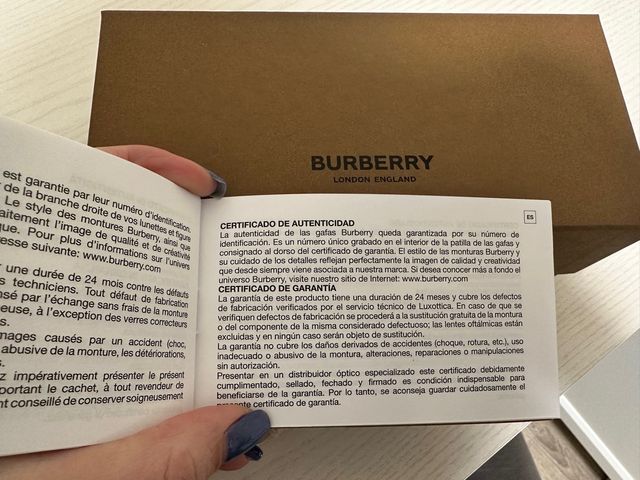 BURBERRY
LONDON ENGLAND
est garantie par leur numéro d'identification.
de la branche droite de vos lunettes et figure
Le style des montures Burberry, ainsi
l'image de qualité et de créativité
que. Pour plus d'informations sur l'univers
suivante: www.burberry.com
une durée de 24 mois contre les défauts
techniciens. Tout défaut de fabrication
par l'échange sans frais de la monture
à l'exception des verres correcteurs
causés par un accident (choc,
abusive de la monture, les détériorations,
impérativement présenter le présent
portant le cachet, à tout revendeur de
conseillé de conserver soigneusement
ES
CERTIFICADO DE AUTENTICIDAD
La autenticidad de las gafas Burberry queda garantizada por su número de
identificación. Es un número único grabado en el interior de la patilla de las gafas y
consignado al dorso del certificado de garantía. El estilo de las monturas Burberry y
su cuidado de los detalles reflejan perfectamente la imagen de calidad y creatividad
que desde siempre viene asociada a nuestra marca. Si desea conocer más a fondo el
universo Burberry, visite nuestro sitio de Internet: www.burberry.com
CERTIFICADO DE GARANTÍA
La garantía de este producto tiene una duración de 24 meses y cubre los defectos
de fabricación verificados por el servicio técnico de Luxottica. En caso de que se
verifiquen defectos de fabricación se procederá a la sustitución gratuita de la montura
o del componente de la misma considerado defectuoso; las lentes oftálmicas están
excluidas y en ningún caso serán objeto de sustitución.
La garantía no cubre los daños derivados de accidentes (choque, rotura, etc.), uso
inadecuado o abusivo de la montura, alteraciones, reparaciones o manipulaciones
sin autorización.
Presentar en un distribuidor óptico especializado este certificado debidamente
cumplimentado, sellado, fechado y firmado es condición indispensable para
beneficiarse de la garantía. Por lo tanto, se aconseja guardar cuidadosamente el
presente certificado de garantía.